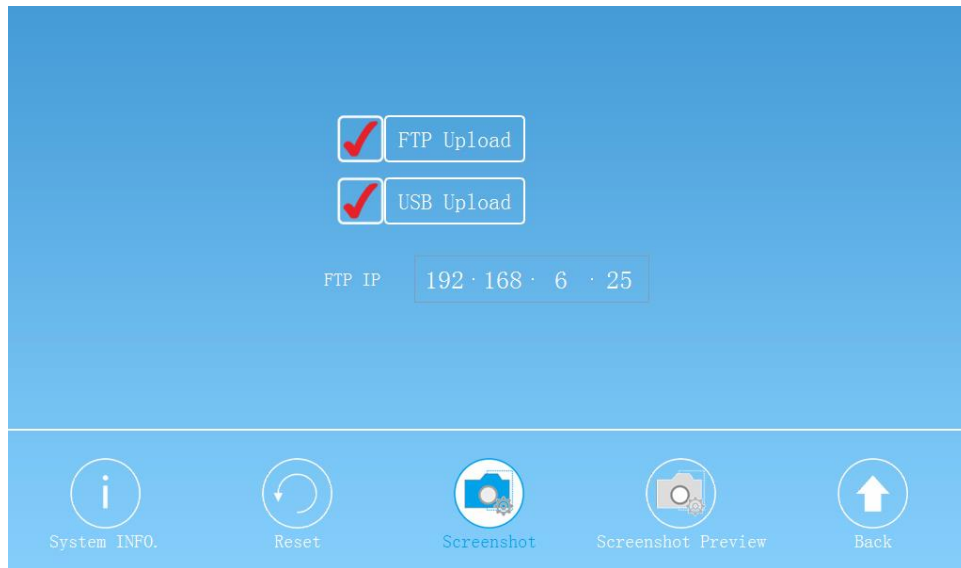 FTP Upload
USB Upload
FTP IP 192·168· 6 ·25
System INFO. Reset Screenshot Screenshot Preview Back